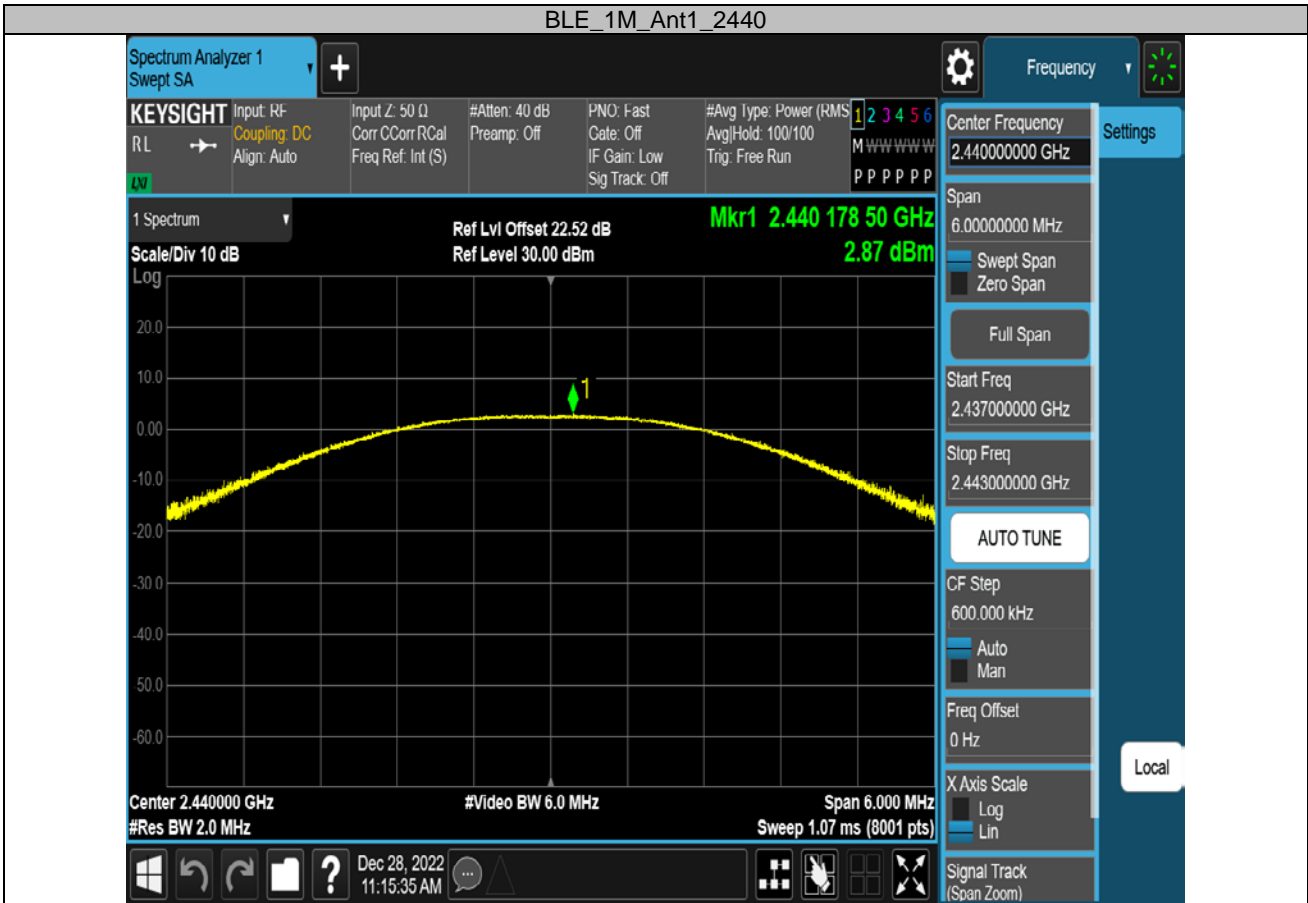 BLE_1M_Ant1_2440
Spectrum Analyzer 1
Swept SA
+
Frequency
KEYSIGHT
RL
LXI
Input: RF
Coupling: DC
Align: Auto
Input Z: 50 Ω
Corr CCorr RCal
Freq Ref: Int (S)
#Atten: 40 dB
Preamp: Off
PNO: Fast
Gate: Off
IF Gain: Low
Sig Track: Off
#Avg Type: Power (RMS
Avg|Hold: 100/100
Trig: Free Run
1 2 3 4 5 6
M W W W W W
P P P P P P
1 Spectrum
Scale/Div 10 dB
Ref Lvl Offset 22.52 dB
Ref Level 30.00 dBm
Mkr1 2.440 178 50 GHz
2.87 dBm
Log
20.0
10.0
0.00
-10.0
-20.0
-30.0
-40.0
-50.0
-60.0
1
Center 2.440000 GHz
#Res BW 2.0 MHz
#Video BW 6.0 MHz
Span 6.000 MHz
Sweep 1.07 ms (8001 pts)
Center Frequency
2.440000000 GHz
Settings
Span
6.00000000 MHz
Swept Span
Zero Span
Full Span
Start Freq
2.437000000 GHz
Stop Freq
2.443000000 GHz
AUTO TUNE
CF Step
600.000 kHz
Auto
Man
Freq Offset
0 Hz
X Axis Scale
Log
Lin
Local
Signal Track
(Span Zoom)
?
Dec 28, 2022
11:15:35 AM